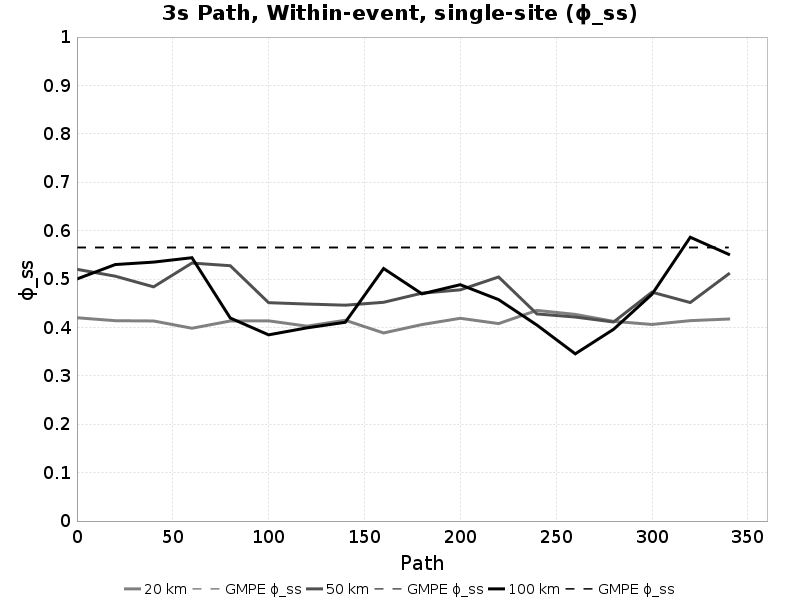 3s Path, Within-event, single-site (ϕ_ss)
1
0.9
0.8
0.7
0.6
0.5
0.4
0.3
0.2
0.1
0
ϕ_ss
0 50 100 150 200 250 300 350
Path
20 km GMPE ϕ_ss 50 km GMPE ϕ_ss 100 km GMPE ϕ_ss